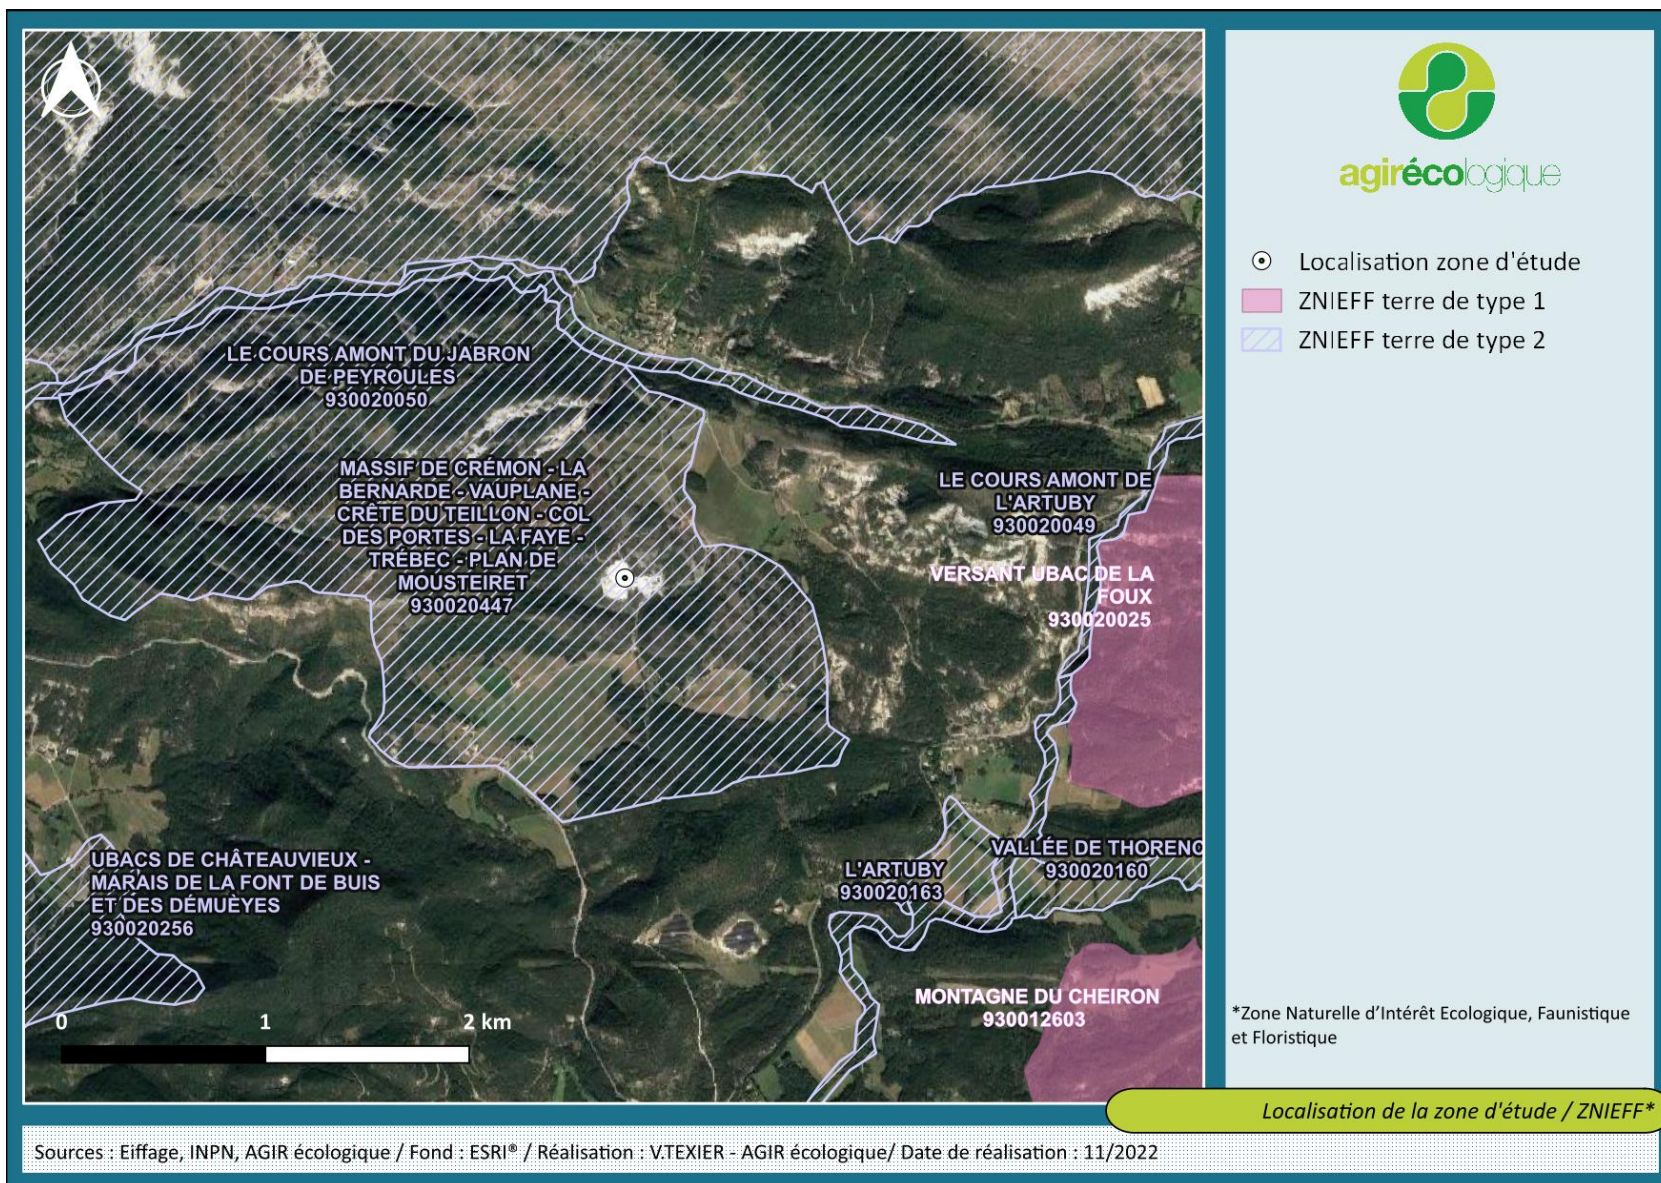 LE COURS AMONT DU JABRON
DE PEYROULES
930020050
MASSIF DE CRÉMON - LA
BERNARDE - VAUPLANE -
CRÊTE DU TEILLON - COL
DES PORTES - LA FAYE -
TRÉBEC - PLAN DE
MOUSTEIRET
930020447
LE COURS AMONT DE
L'ARTUBY
930020049
VERSANT UBAC DE LA
FOUX
930020025
UBACS DE CHÂTEAUVIEUX -
MARAIS DE LA FONT DE BUIS
ET DES DÉMUÈYES
930020256
L'ARTUBY
930020163
VALLÉE DE THORENC
930020160
MONTAGNE DU CHEIRON
930012603
0 1 2 km
agirécologique
Localisation zone d'étude
ZNIEFF terre de type 1
ZNIEFF terre de type 2
*Zone Naturelle d'Intérêt Ecologique, Faunistique
et Floristique
Localisation de la zone d'étude / ZNIEFF*
Sources : Eiffage, INPN, AGIR écologique / Fond : ESRI® / Réalisation : V.TEXIER - AGIR écologique/ Date de réalisation : 11/2022